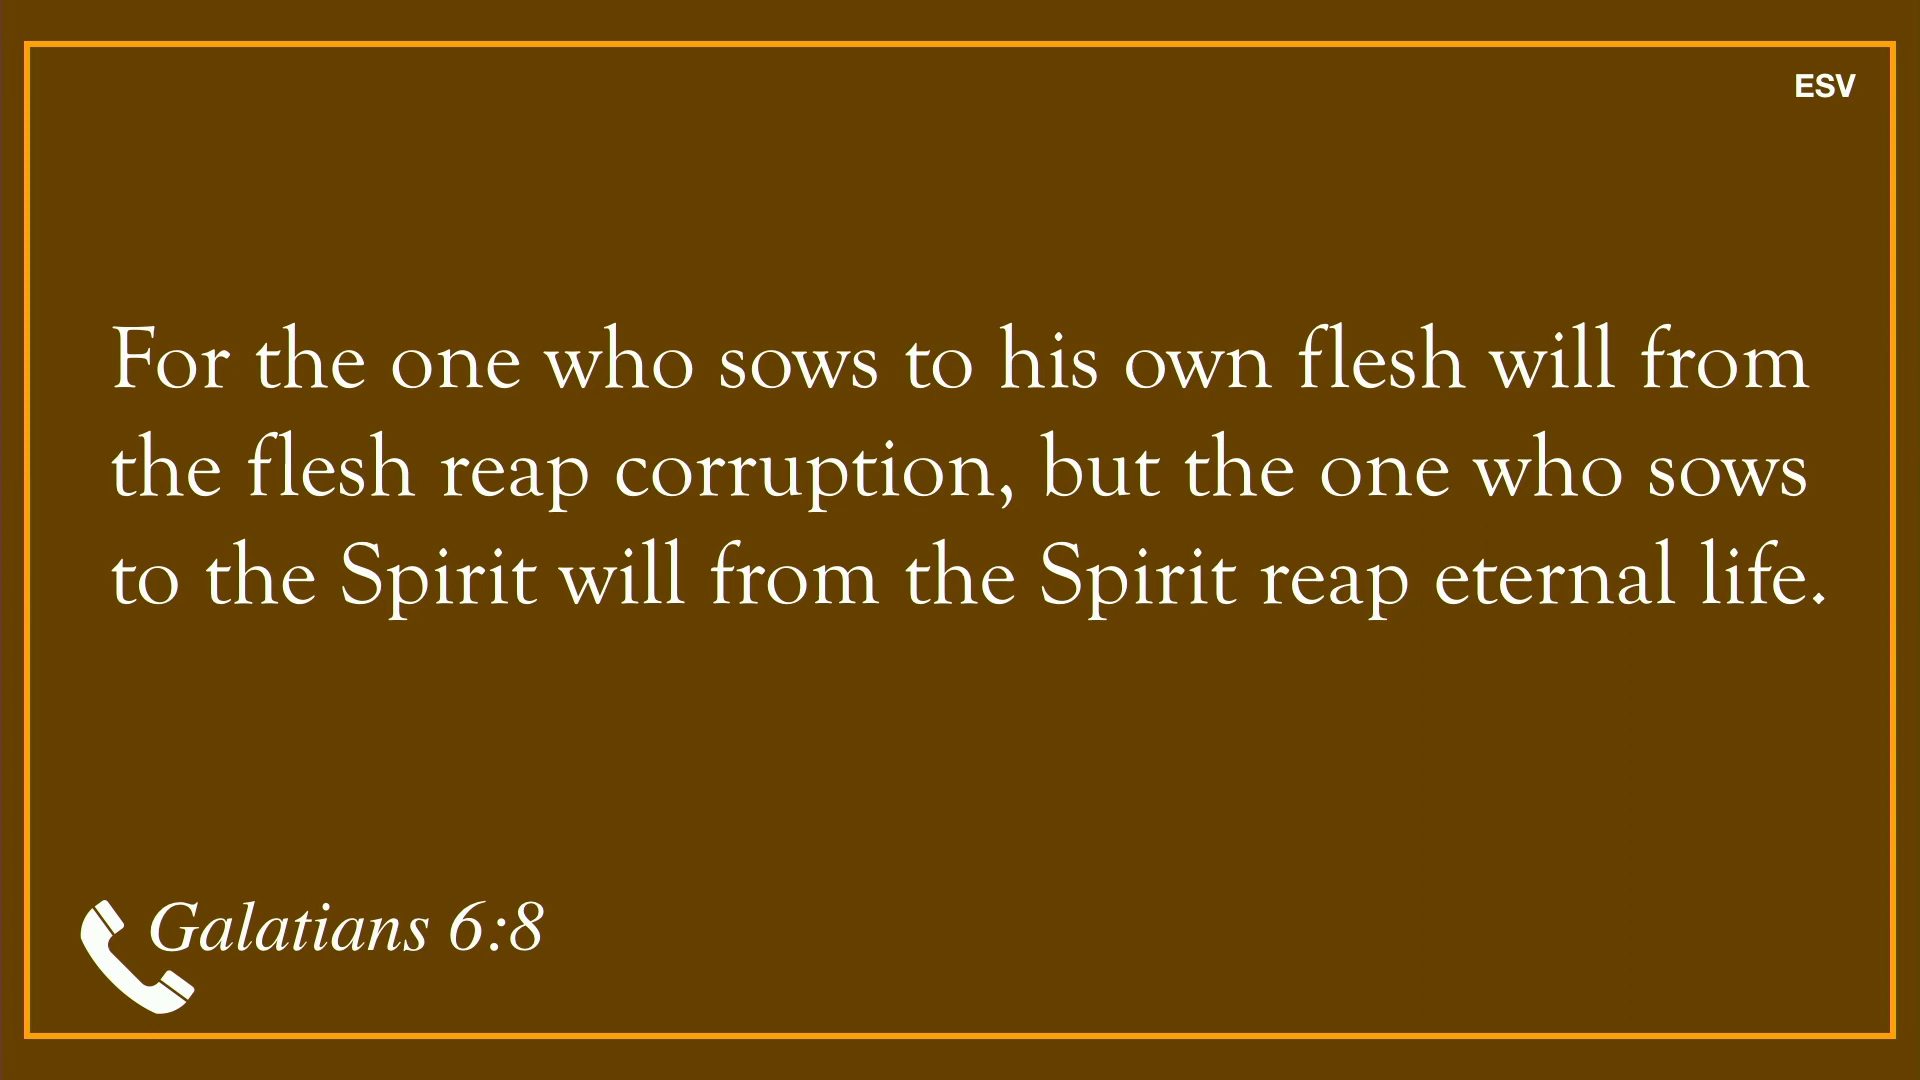 ESV
For the one who sows to his own flesh will from
the flesh reap corruption, but the one who sows
to the Spirit will from the Spirit reap eternal life.
Galatians 6:8